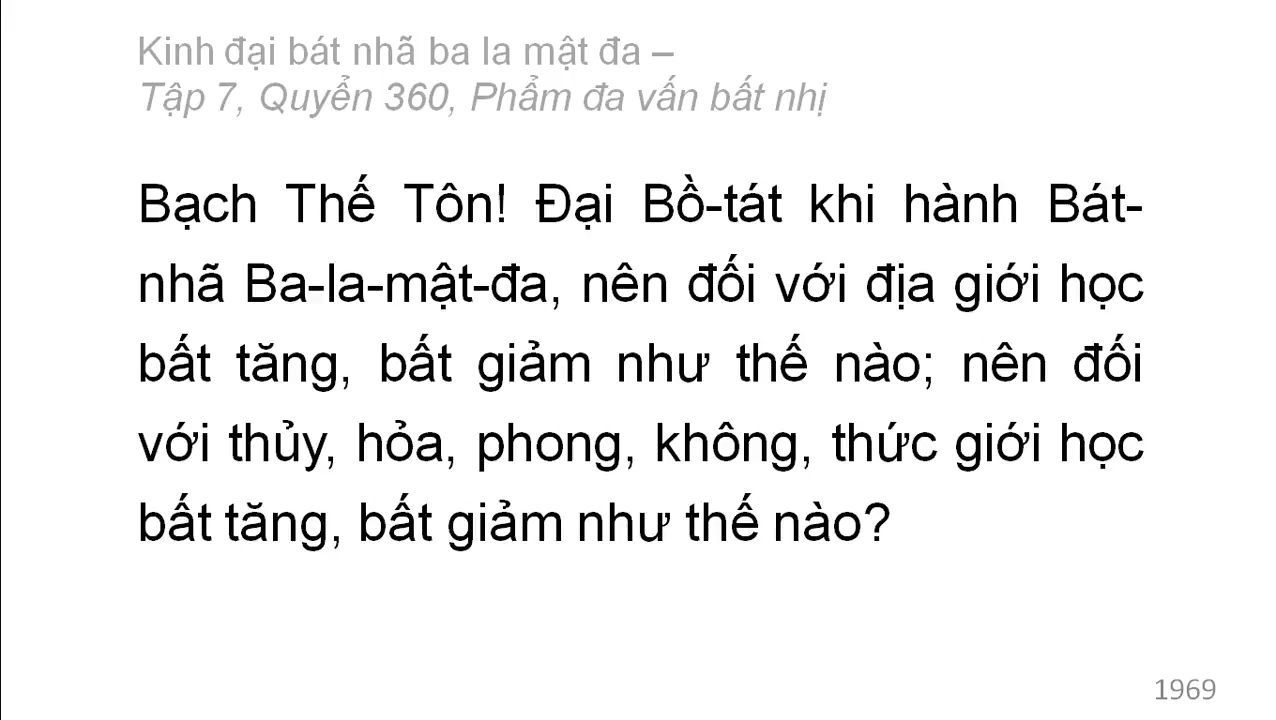 Kinh đại bát nhã ba la mật đa –
Tập 7, Quyển 360, Phẩm đa vấn bất nhị
Bạch Thế Tôn! Đại Bồ-tát khi hành Bát-
nhã Ba-la-mật-đa, nên đối với địa giới học
bất tăng, bất giảm như thế nào; nên đối
với thủy, hỏa, phong, không, thức giới học
bất tăng, bất giảm như thế nào?
1969